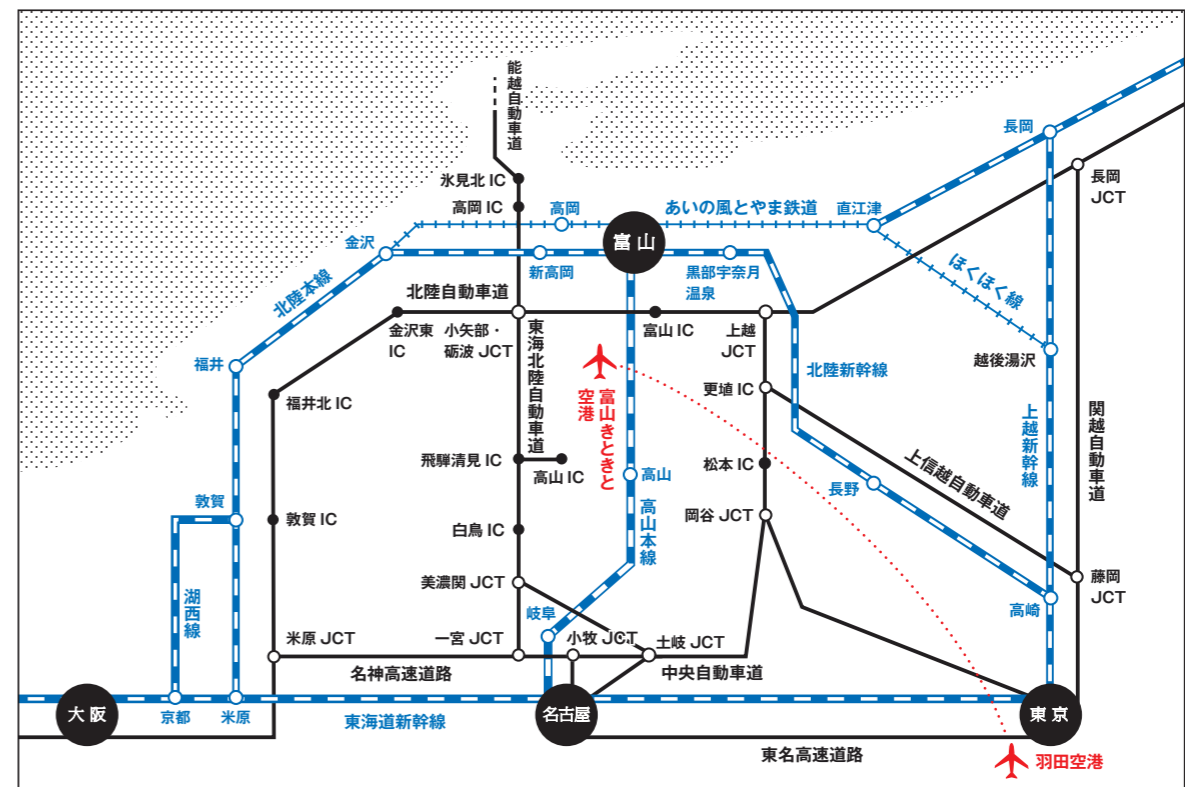 能越自動車道
長岡
氷見北 IC
長岡
JCT
高岡 IC
高岡
あいの風とやま鉄道
直江津
金沢
富山
新高岡
黒部宇奈月
温泉
ほくほく線
北陸本線
北陸自動車道
金沢東
IC
小矢部・
砺波 JCT
東海北陸自動車道
富山 IC
上越
JCT
越後湯沢
福井
北陸新幹線
福井北 IC
富山きときと
空港
更埴 IC
上越新幹線
関越自動車道
飛騨清見 IC
高山 IC
高山
松本 IC
長野
上信越自動車道
敦賀
敦賀 IC
白鳥 IC
高山本線
岡谷 JCT
湖西線
美濃関 JCT
岐阜
藤岡
JCT
高崎
米原 JCT
一宮 JCT
小牧 JCT
土岐 JCT
名神高速道路
中央自動車道
大阪
京都
米原
東海道新幹線
名古屋
東京
東名高速道路
羽田空港